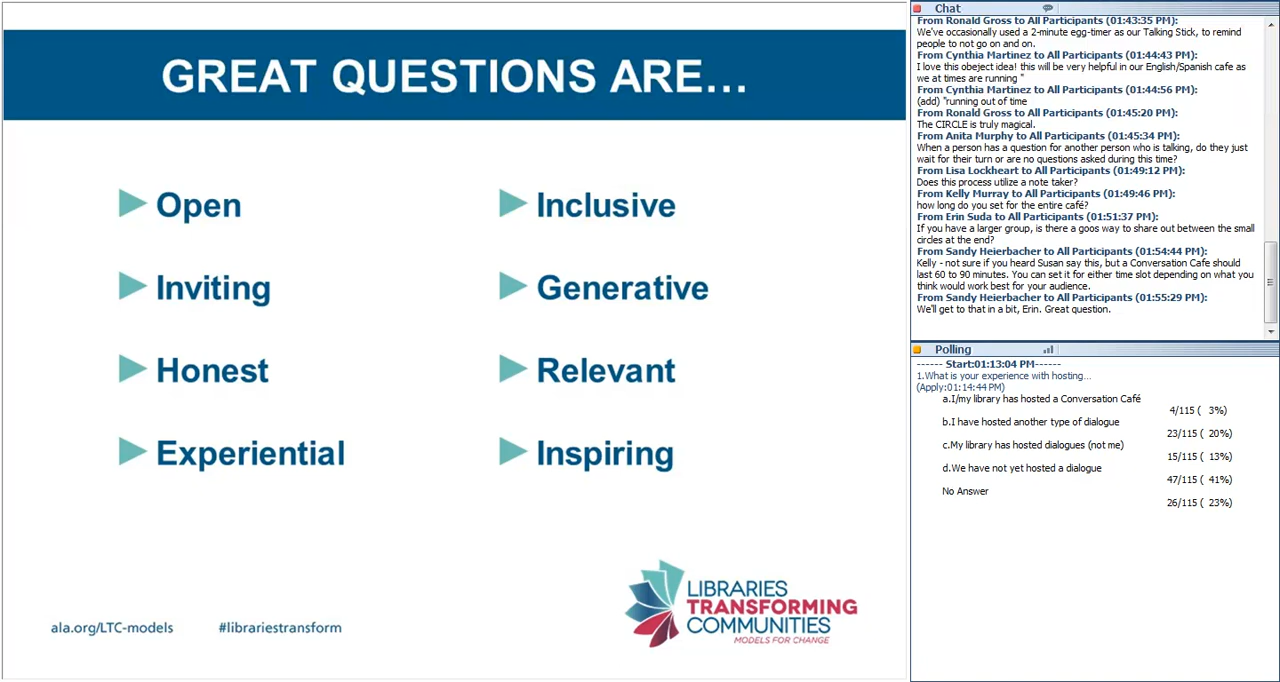 GREAT QUESTIONS ARE…
Open
Inviting
Honest
Experiential
Inclusive
Generative
Relevant
Inspiring
ala.org/LTC-models
#librariestransform
LIBRARIES
TRANSFORMING
COMMUNITIES
MODELS FOR CHANGE
Chat
From Ronald Gross to All Participants (01:43:35 PM):
We've occasionally used a 2-minute egg-timer as our Talking Stick, to remind
people to not go on and on.
From Cynthia Martinez to All Participants (01:44:43 PM):
I love this obeject idea! this will be very helpful in our English/Spanish cafe as
we at times are running "
From Cynthia Martinez to All Participants (01:44:56 PM):
(add) "running out of time
From Ronald Gross to All Participants (01:45:20 PM):
The CIRCLE is truly magical.
From Anita Murphy to All Participants (01:45:34 PM):
When a person has a question for another person who is talking, do they just
wait for their turn or are no questions asked during this time?
From Lisa Lockheart to All Participants (01:49:12 PM):
Does this process utilize a note taker?
From Kelly Murray to All Participants (01:49:46 PM):
how long do you set for the entire café?
From Erin Suda to All Participants (01:51:37 PM):
If you have a larger group, is there a goos way to share out between the small
circles at the end?
From Sandy Heierbacher to All Participants (01:54:44 PM):
Kelly - not sure if you heard Susan say this, but a Conversation Cafe should
last 60 to 90 minutes. You can set it for either time slot depending on what you
think would work best for your audience.
From Sandy Heierbacher to All Participants (01:55:29 PM):
We'll get to that in a bit, Erin. Great question.
Polling
------ Start:01:13:04 PM------
1.What is your experience with hosting...
(Apply:01:14:44 PM)
a.I/my library has hosted a Conversation Café
4/115 ( 3%)
b.I have hosted another type of dialogue
23/115 ( 20%)
c.My library has hosted dialogues (not me)
15/115 ( 13%)
d.We have not yet hosted a dialogue
47/115 ( 41%)
No Answer
26/115 ( 23%)